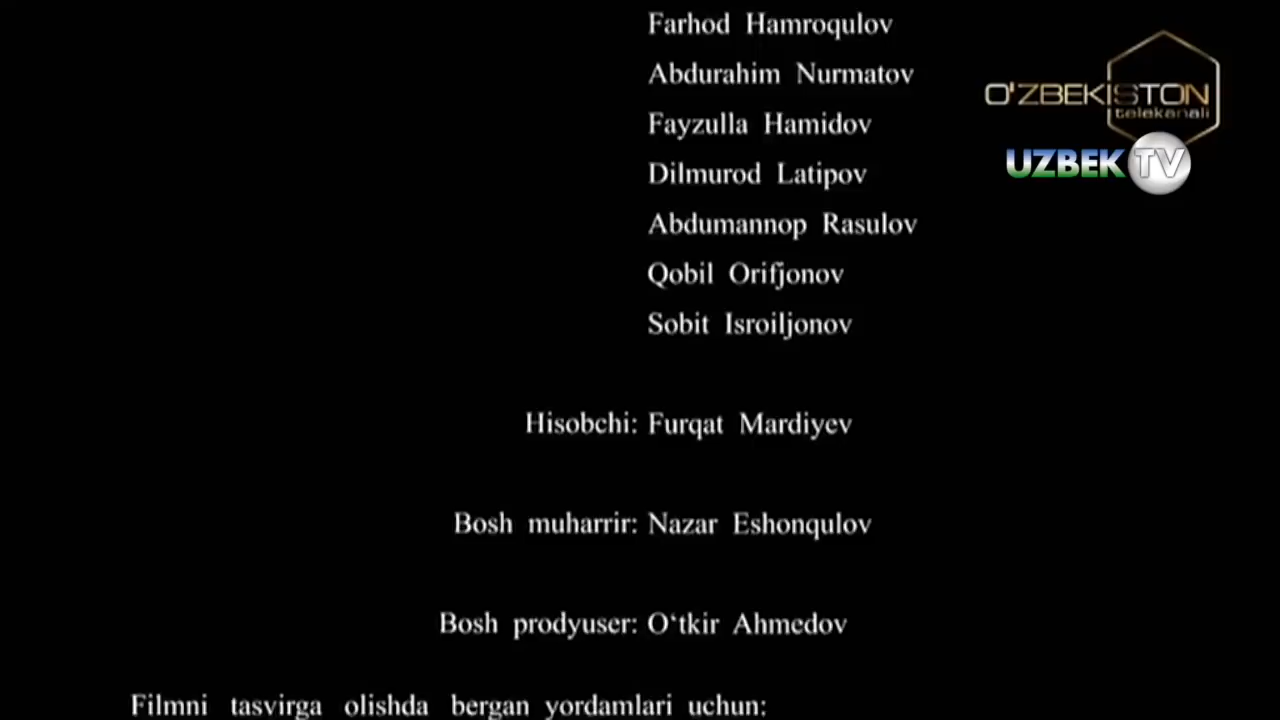 Farhod Hamroqulov
Abdurahim Nurmatov
O'ZBEKISTON
telekanali
Fayzulla Hamidov
UZBEK TV
Dilmurod Latipov
Abdumannop Rasulov
Qobil Orifjonov
Sobit Isroiljonov
Hisobchi: Furqat Mardiyev
Bosh muharrir: Nazar Eshonqulov
Bosh prodyuser: O‘tkir Ahmedov
Filmni tasvirga olishda bergan yordamlari uchun: